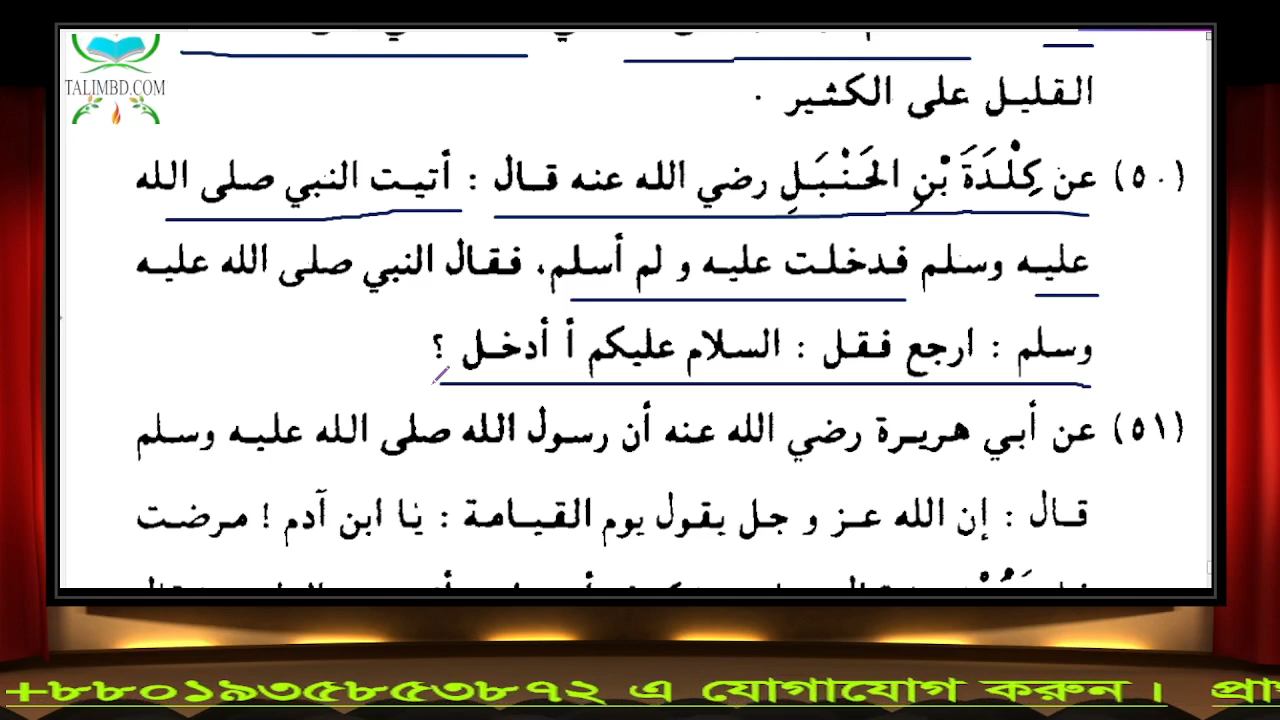 TALIMBD.COM
القليل على الكثير .
(٥٠) عن كِلْدَةَ بْنِ الحَنْبَلِ رضي الله عنه قال : أتيت النبي صلى الله
عليه وسلم فدخلت عليه و لم أسلم، فقال النبي صلى الله عليه
وسلم : ارجع فقل : السلام عليكم أ أدخل ؟
(٥١) عن أبي هريرة رضي الله عنه أن رسول الله صلى الله عليه وسلم
قال : إن الله عز و جل يقول يوم القيامة : يا ابن آدم ! مرضت
+৮৮০১৯৩৫৮৫৩৮৭২ এ যোগাযোগ করুন।